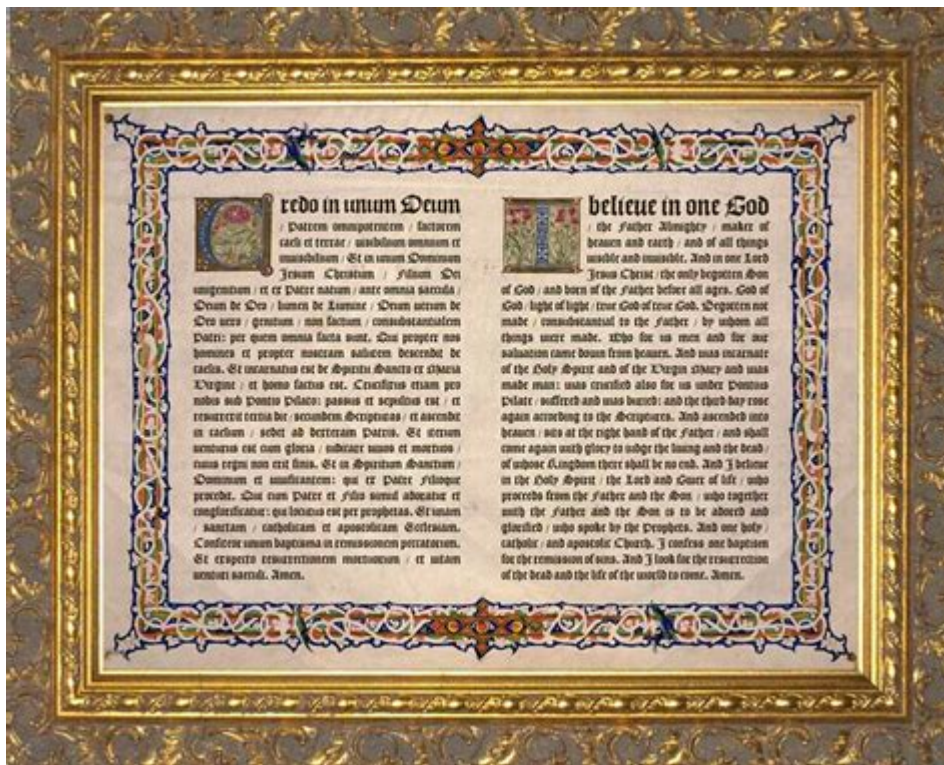 Credo in unum Deum
/ Patrem omnipotentem / factorem
caeli et terrae / uisibilium omnium et
inuisibilium / Et in unum Dominum
Jesum Christum / Filium Dei
unigenitum / et ex Patre natum / ante omnia saecula /
Deum de Deo / lumen de Lumine / Deum uerum de
Deo uero / genitum / non factum / consubstantialem
Patri: per quem omnia facta sunt. Qui propter nos
homines et propter nostram salutem descendit de
caelis. Et incarnatus est de Spiritu Sancto ex Maria
Virgine / et homo factus est. Crucifixus etiam pro
nobis sub Pontio Pilato: passus et sepultus est / et
resurrexit tertia die / secundem Scripturas / et ascendit
in caelum / sedet ad dexteram Patris. Et iterum
uenturus est cum gloria / iudicare uiuos et mortuos /
cuius regni non erit finis. Et in Spiritum Sanctum /
Dominum et uiuificantem: qui ex Patre Filioque
procedit. Qui cum Patre et Filio simul adoratur et
conglorificatur: qui locutus est per prophetas. Et unam
/ sanctam / catholicam et apostolicam Ecclesiam.
Confiteor unum baptisma in remissionem peccatorum.
Et expecto resurrectionem mortuorum / et uitam
uenturi saeculi. Amen.
I believe in one God
/ the Father Almighty / maker of
heauen and earth / and of all things
uisible and inuisible. And in one Lord
Jesus Christ / the only begotten Son
of God / and born of the Father before all ages. God of
God / light of light / true God of true God. Begotten not
made / consubstantial to the Father / by whom all
things were made. Who for us men and for our
saluation came down from heauen. And was incarnate
of the Holy Spirit and of the Virgin Mary and was
made man: was crucified also for us under Pontius
Pilate / suffered and was buried: and the third day rose
again according to the Scriptures. And ascended into
heauen / sits at the right hand of the Father / and shall
come again with glory to iudge the liuing and the dead /
of whose Kingdom there shall be no end. And I believe
in the Holy Spirit / the Lord and Giuer of life / who
proceeds from the Father and the Son / who together
with the Father and the Son is to be adored and
glorified / who spoke by the Prophets. And one holy /
catholic / and apostolic Church. I confess one baptism
for the remission of sins. And I look for the resurrection
of the dead and the life of the world to come. Amen.